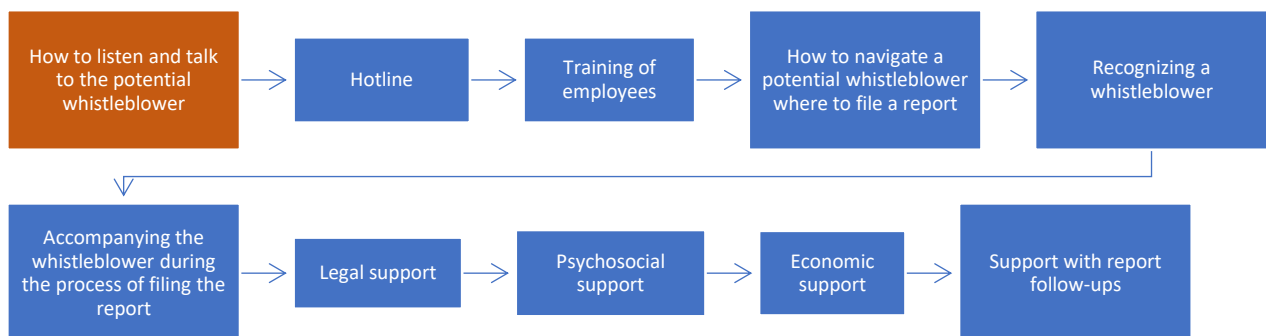 How to listen and talk
to the potential
whistleblower
Hotline
Training of
employees
How to navigate a
potential whistleblower
where to file a report
Recognizing a
whistleblower
Accompanying the
whistleblower during
the process of filing the
report
Legal support
Psychosocial
support
Economic
support
Support with report
follow-ups